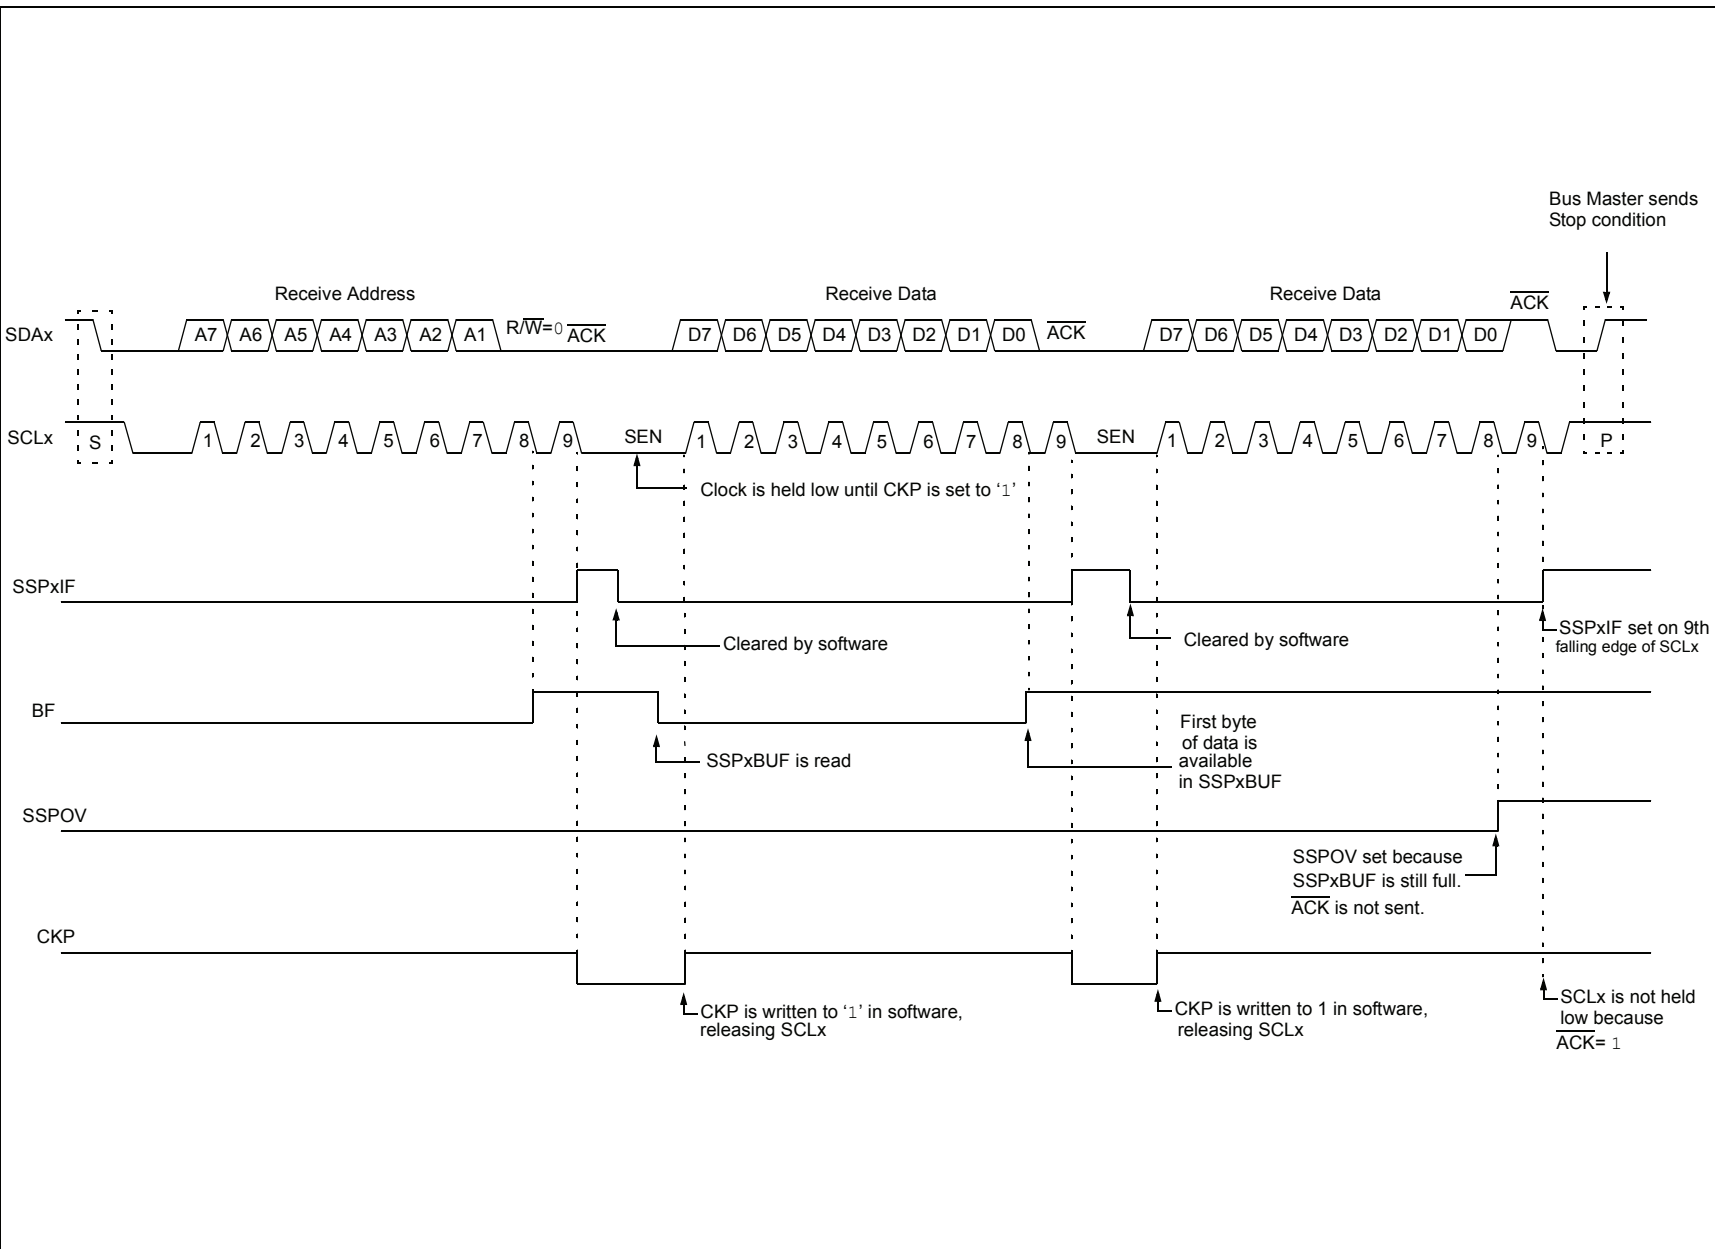 Bus Master sends
Stop condition
Receive Address
Receive Data
Receive Data
ACK
SDAx
A7 A6 A5 A4 A3 A2 A1 R/W=0 ACK
D7 D6 D5 D4 D3 D2 D1 D0 ACK
D7 D6 D5 D4 D3 D2 D1 D0
SCLx
S 1 2 3 4 5 6 7 8 9 SEN 1 2 3 4 5 6 7 8 9 SEN 1 2 3 4 5 6 7 8 9 P
Clock is held low until CKP is set to ‘1’
SSPxIF
Cleared by software
Cleared by software
SSPxIF set on 9th
falling edge of SCLx
BF
SSPxBUF is read
First byte
of data is
available
in SSPxBUF
SSPOV
SSPOV set because
SSPxBUF is still full.
ACK is not sent.
CKP
CKP is written to ‘1’ in software,
releasing SCLx
CKP is written to 1 in software,
releasing SCLx
SCLx is not held
low because
ACK= 1